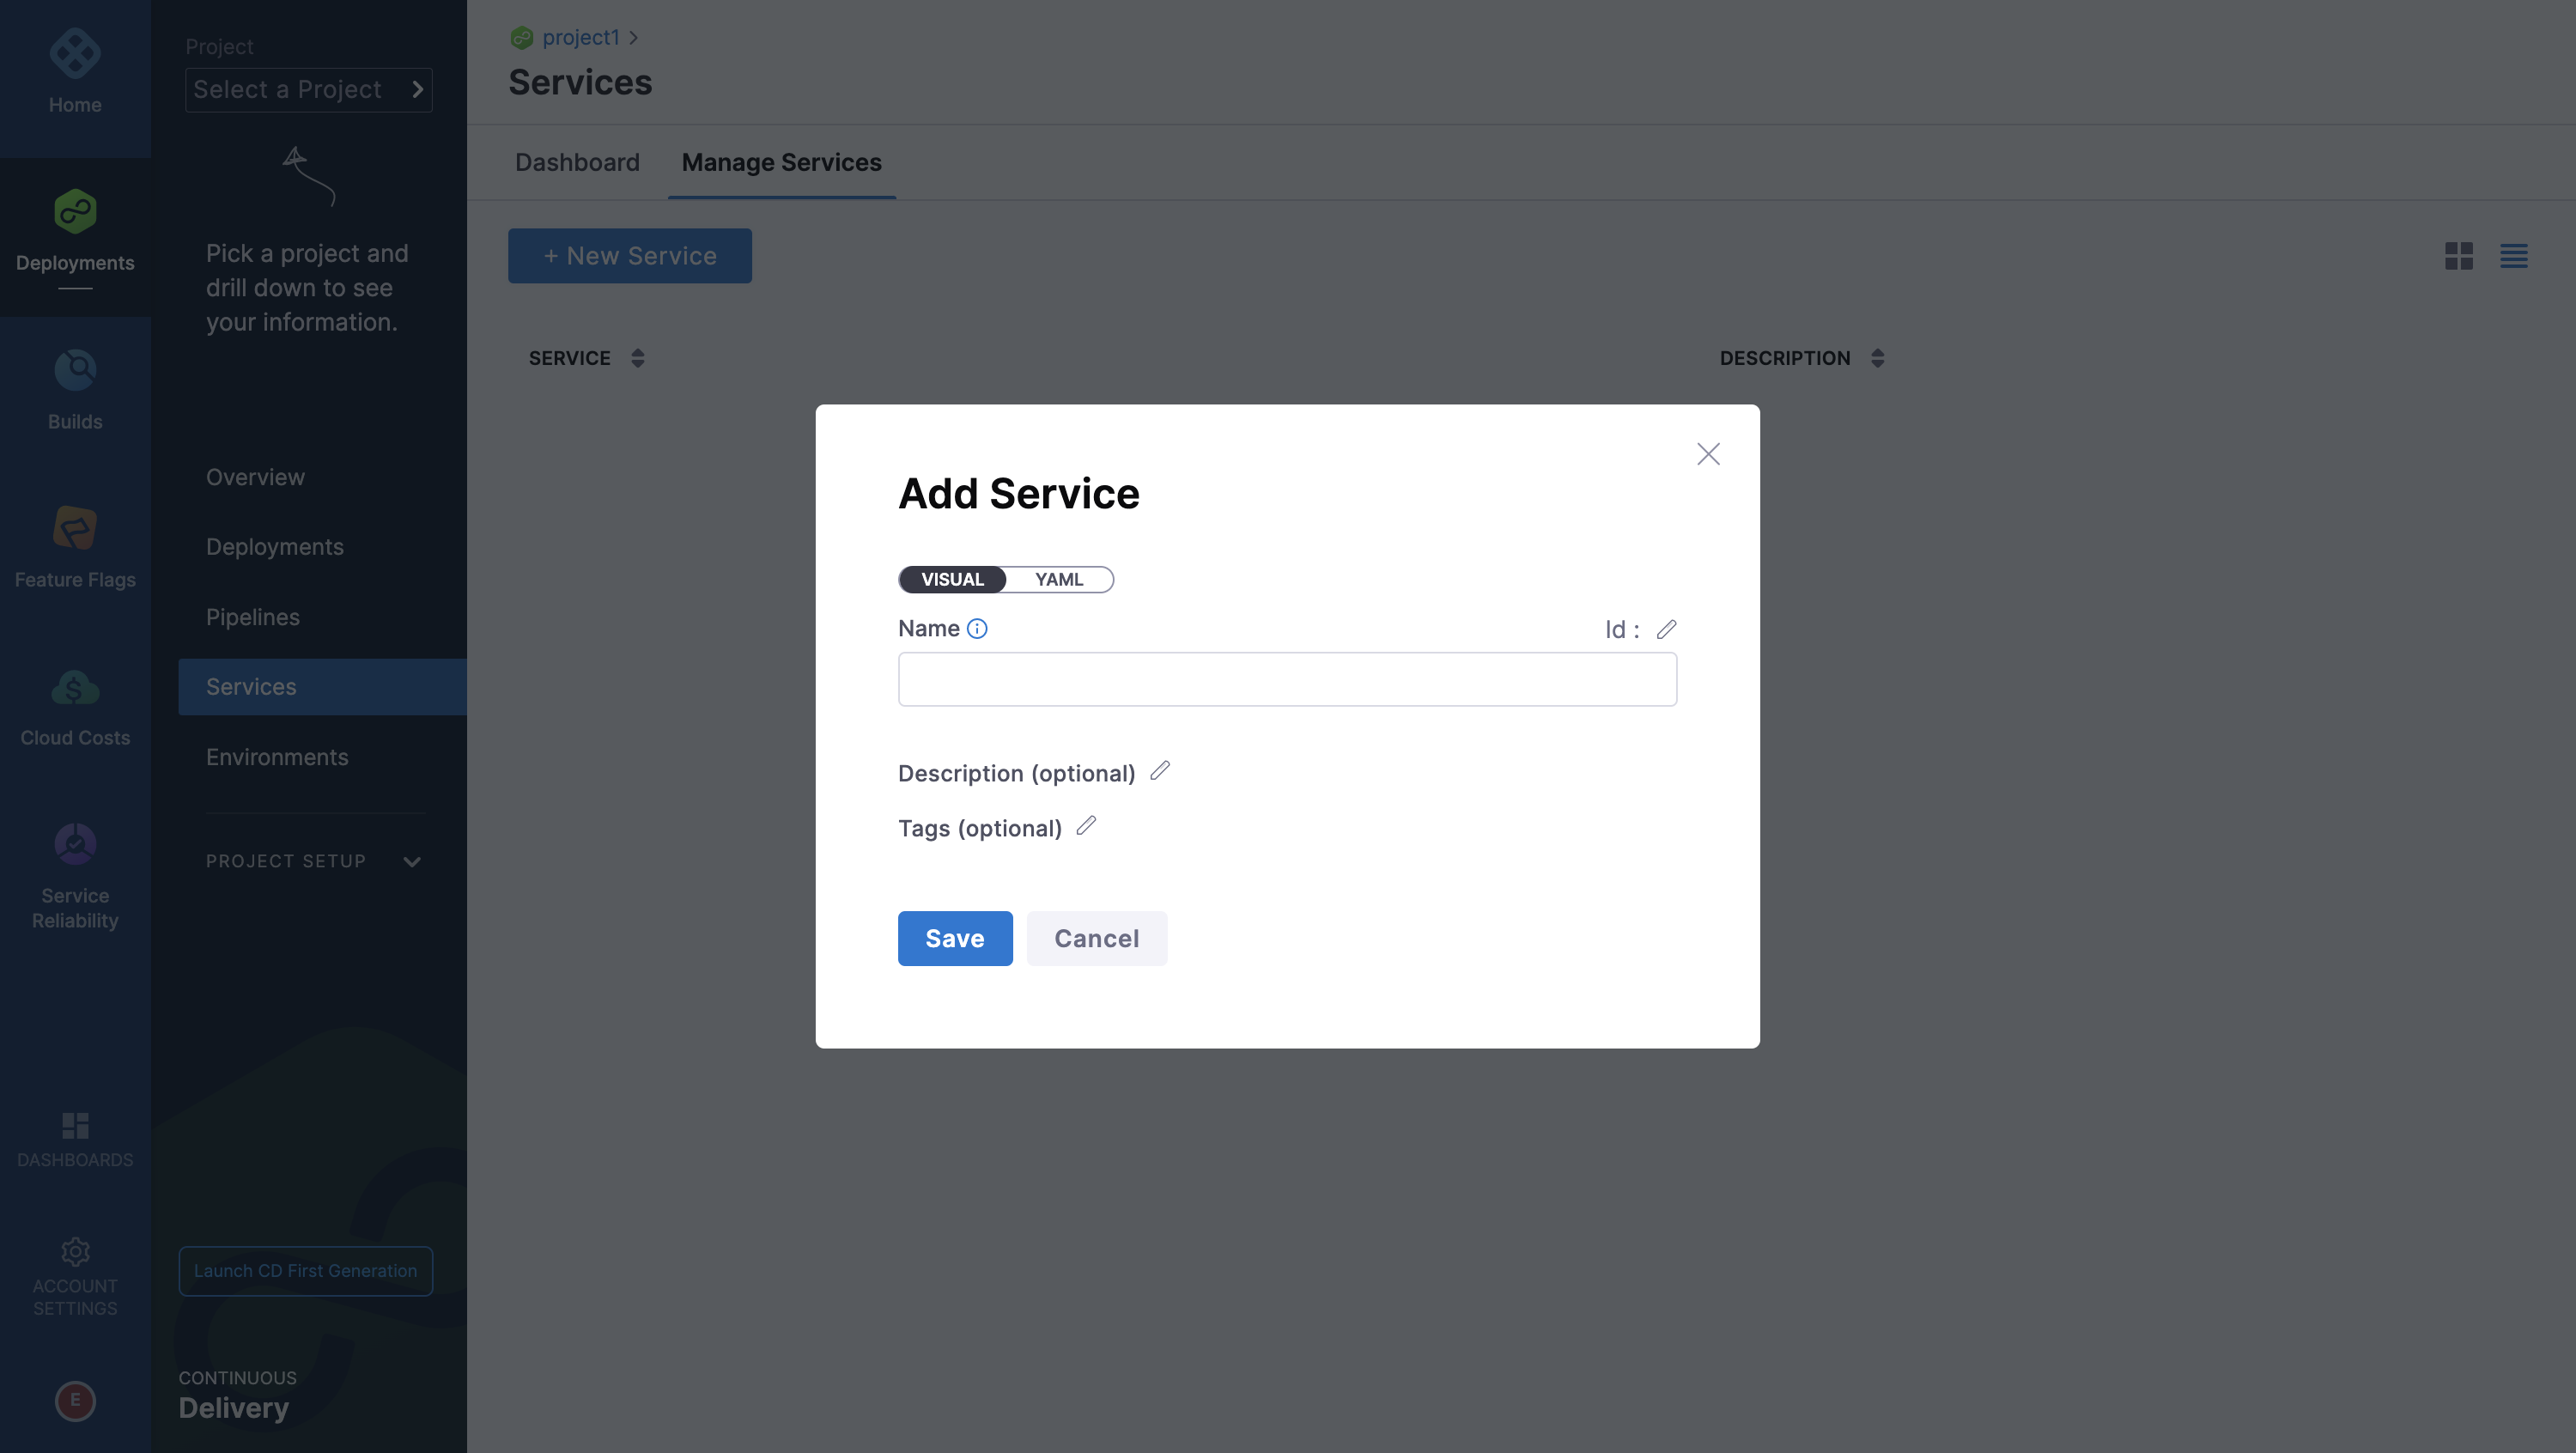 Home
Deployments
Builds
Feature Flags
Cloud Costs
Service
Reliability
DASHBOARDS
ACCOUNT
SETTINGS
E
Project
Select a Project
Pick a project and
drill down to see
your information.
Overview
Deployments
Pipelines
Services
Environments
PROJECT SETUP
Launch CD First Generation
CONTINUOUS
Delivery
project1 >
Services
Dashboard Manage Services
+ New Service
SERVICE DESCRIPTION
Add Service
VISUAL YAML
Name Id :
Description (optional)
Tags (optional)
Save Cancel